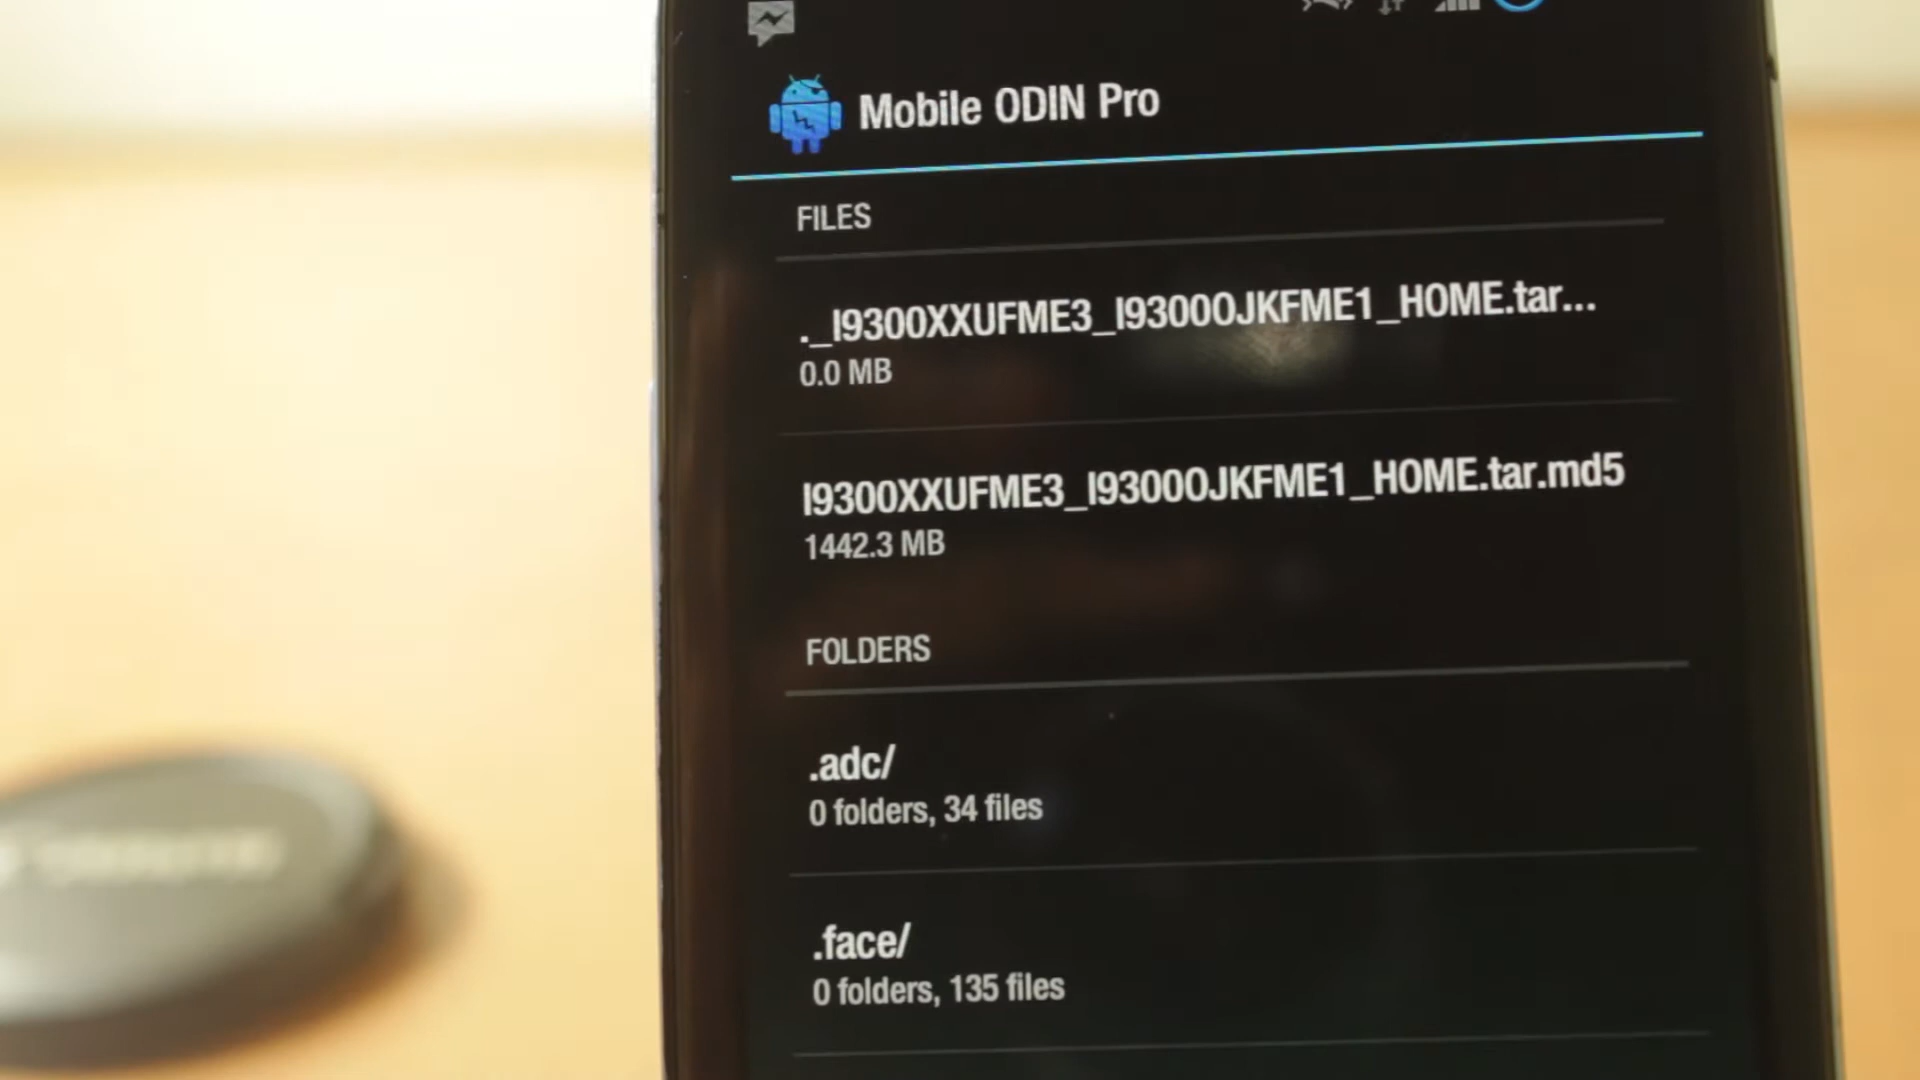 Mobile ODIN Pro
FILES
._I9300XXUFME3_I9300OJKFME1_HOME.tar...
0.0 MB
I9300XXUFME3_I9300OJKFME1_HOME.tar.md5
1442.3 MB
FOLDERS
.adc/
0 folders, 34 files
.face/
0 folders, 135 files